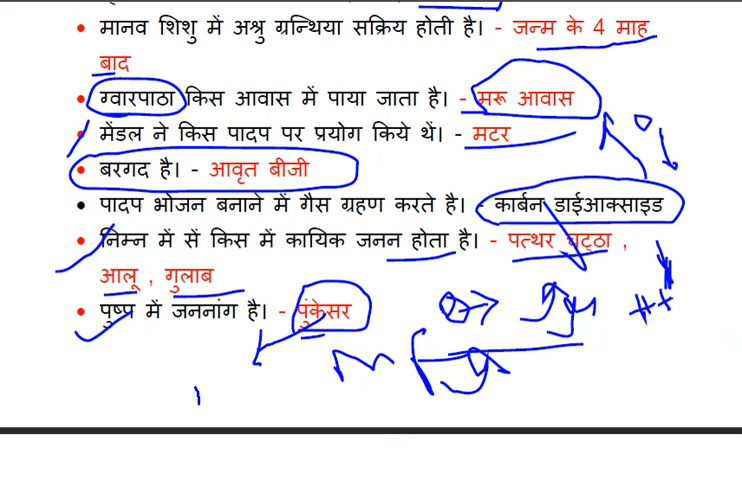 • मानव शिशु में अश्रु ग्रन्थिया सक्रिय होती है। - जन्म के 4 माह
बाद
• ग्वारपाठा किस आवास में पाया जाता है। - मरू आवास
• मेंडल ने किस पादप पर प्रयोग किये थें। - मटर
• बरगद है। - आवृत बीजी
• पादप भोजन बनाने में गैस ग्रहण करते है। - कार्बन डाईआक्साइड
• निम्न में सें किस में कायिक जनन होता है। - पत्थर चट्ठा ,
आलू , गुलाब
• पुष्प में जननांग है। - पुंकेसर